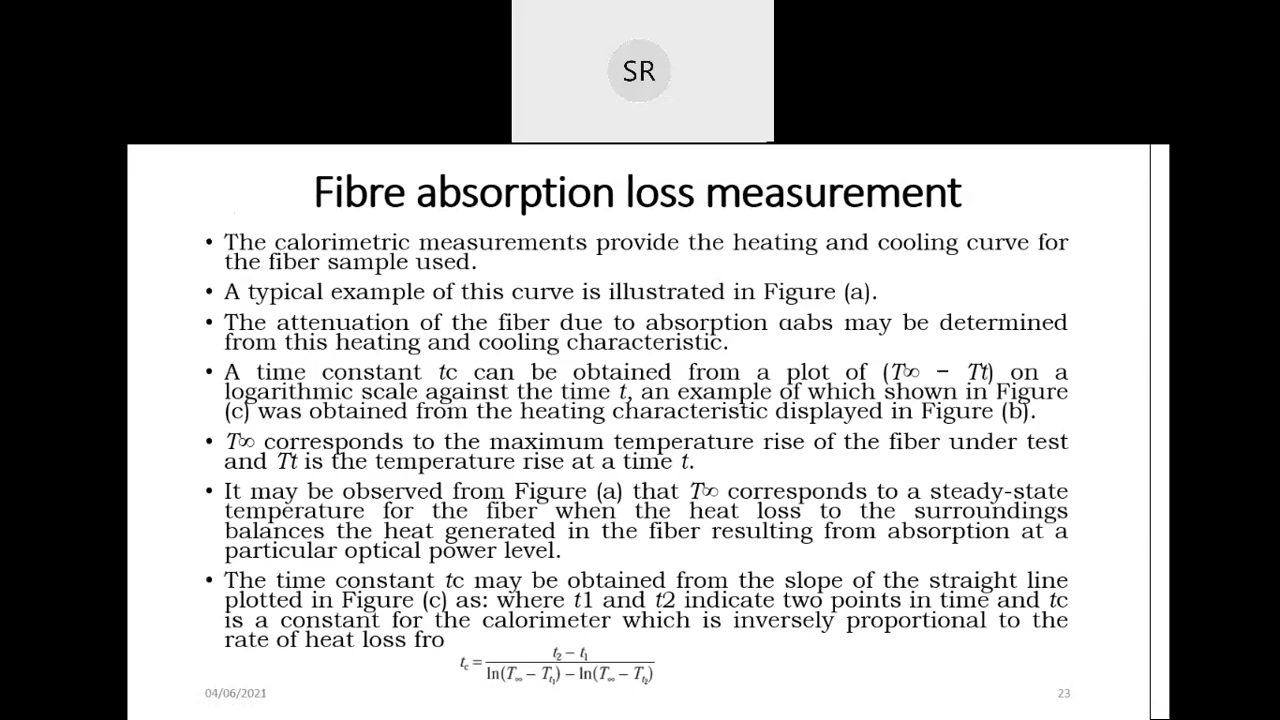 SR
Fibre absorption loss measurement
• The calorimetric measurements provide the heating and cooling curve for
the fiber sample used.
• A typical example of this curve is illustrated in Figure (a).
• The attenuation of the fiber due to absorption αabs may be determined
from this heating and cooling characteristic.
• A time constant tc can be obtained from a plot of (T∞ − Tt) on a
logarithmic scale against the time t, an example of which shown in Figure
(c) was obtained from the heating characteristic displayed in Figure (b).
• T∞ corresponds to the maximum temperature rise of the fiber under test
and Tt is the temperature rise at a time t.
• It may be observed from Figure (a) that T∞ corresponds to a steady-state
temperature for the fiber when the heat loss to the surroundings
balances the heat generated in the fiber resulting from absorption at a
particular optical power level.
• The time constant tc may be obtained from the slope of the straight line
plotted in Figure (c) as: where t1 and t2 indicate two points in time and tc
is a constant for the calorimeter which is inversely proportional to the
rate of heat loss fro
t_c = (t_2 − t_1) / (ln(T_∞ − T_{t_1}) − ln(T_∞ − T_{t_2}))
04/06/2021
23